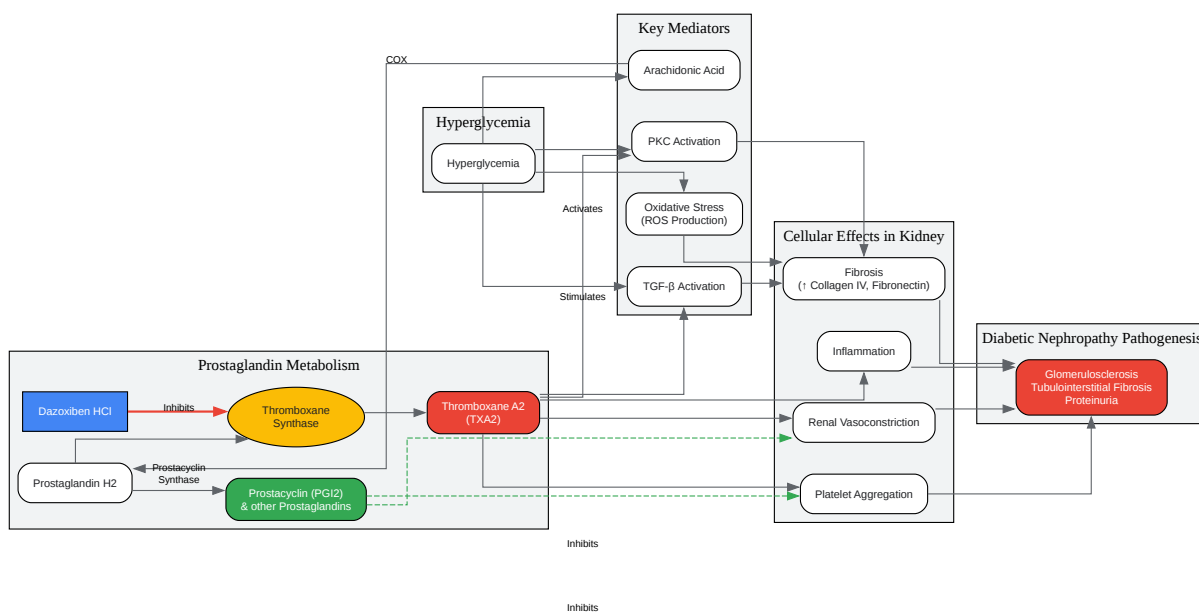 Key Mediators
COX
Arachidonic Acid
Hyperglycemia
PKC Activation
Hyperglycemia
Oxidative Stress
(ROS Production)
Activates
Cellular Effects in Kidney
Fibrosis
(↑ Collagen IV, Fibronectin)
TGF-β Activation
Stimulates
Diabetic Nephropathy Pathogenesis
Inflammation
Prostaglandin Metabolism
Glomerulosclerosis
Tubulointerstitial Fibrosis
Proteinuria
Dazoxiben HCl
Inhibits
Thromboxane
Synthase
Thromboxane A2
(TXA2)
Renal Vasoconstriction
Prostaglandin H2
Prostacyclin
Synthase
Prostacyclin (PGI2)
& other Prostaglandins
Platelet Aggregation
Inhibits
Inhibits